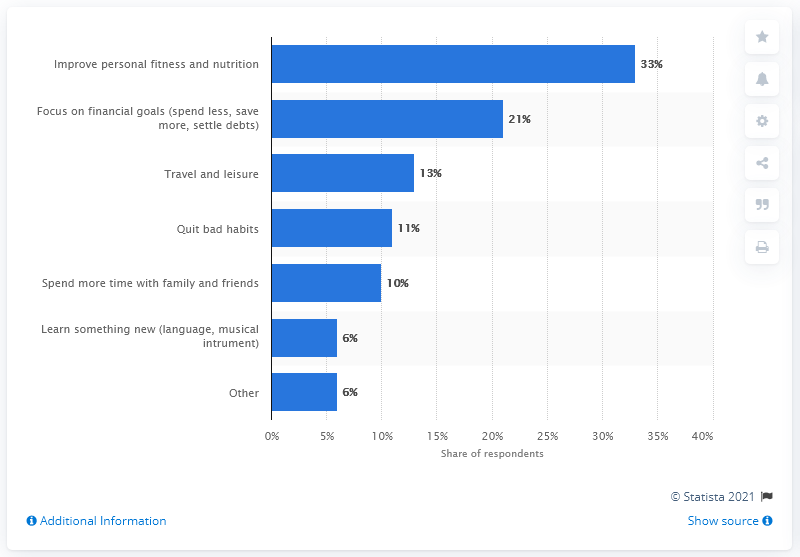 Improve personal fitness and nutrition
33%
Focus on financial goals (spend less, save
more, settle debts)
21%
Travel and leisure
13%
Quit bad habits
11%
Spend more time with family and friends
10%
Learn something new (language, musical
intrument)
6%
Other
6%
0% 5% 10% 15% 20% 25% 30% 35% 40%
Share of respondents
© Statista 2021
Additional Information
Show source